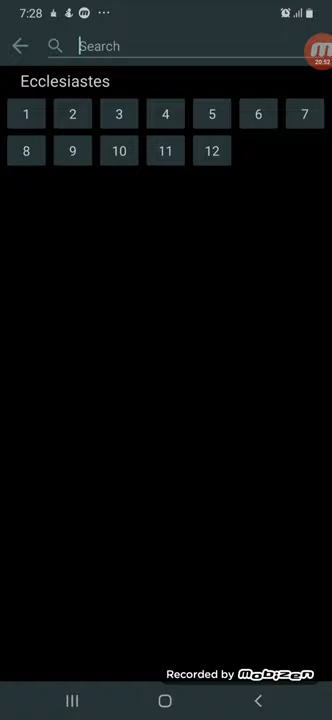 7:28
Search
20:52
Ecclesiastes
1 2 3 4 5 6 7
8 9 10 11 12
Recorded by Mobizen